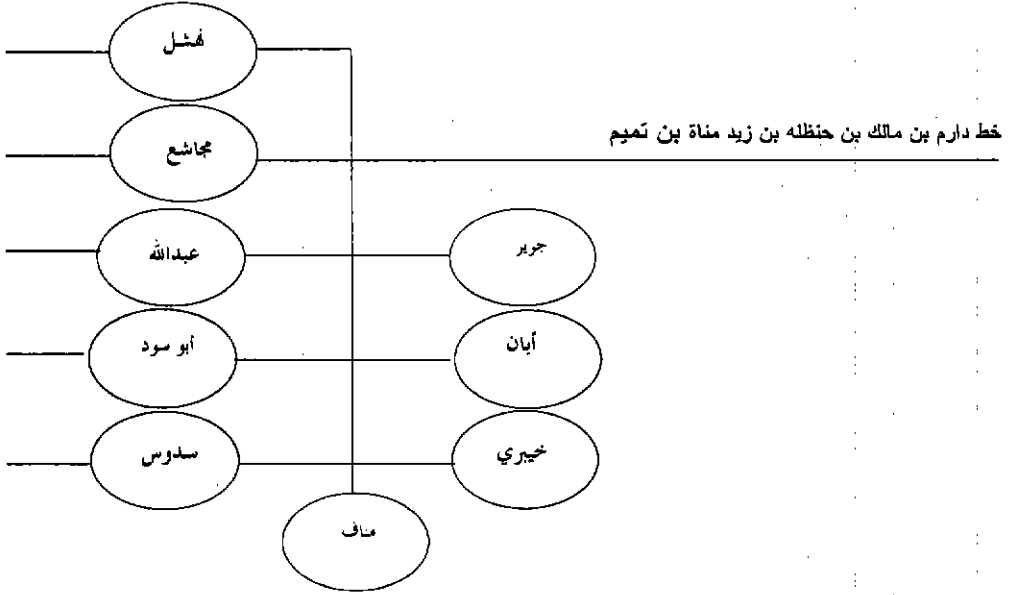 نهشل
خط دارم بن مالك بن حنظله بن زيد مناة بن تميم
مجاشع
جرير
عبدالله
أبان
أبو سود
خيبري
سدوس
مناف